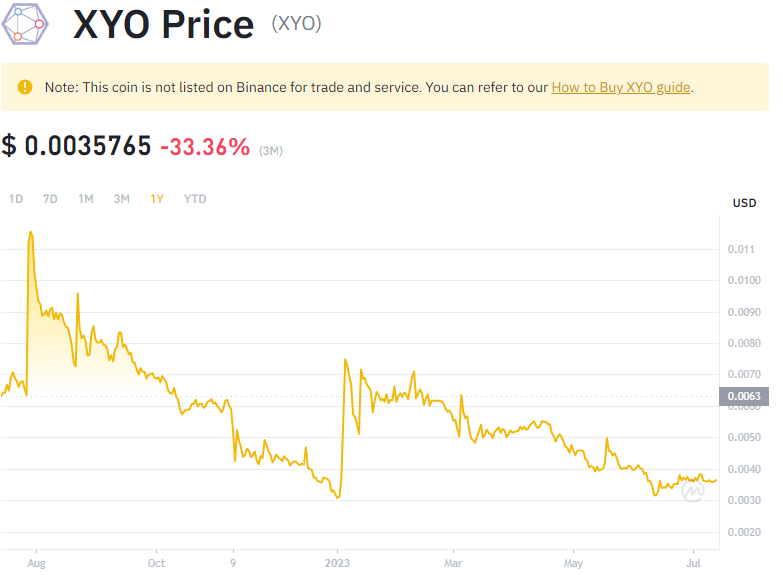 XYO Price (XYO)
Note: This coin is not listed on Binance for trade and service. You can refer to our How to Buy XYO guide.
$ 0.0035765 -33.36% (3M)
1D 7D 1M 3M 1Y YTD
USD
0.011
0.0100
0.0090
0.0080
0.0070
0.0063
0.0060
0.0050
0.0040
0.0030
0.0020
Aug Oct 9 2023 Mar May Jul